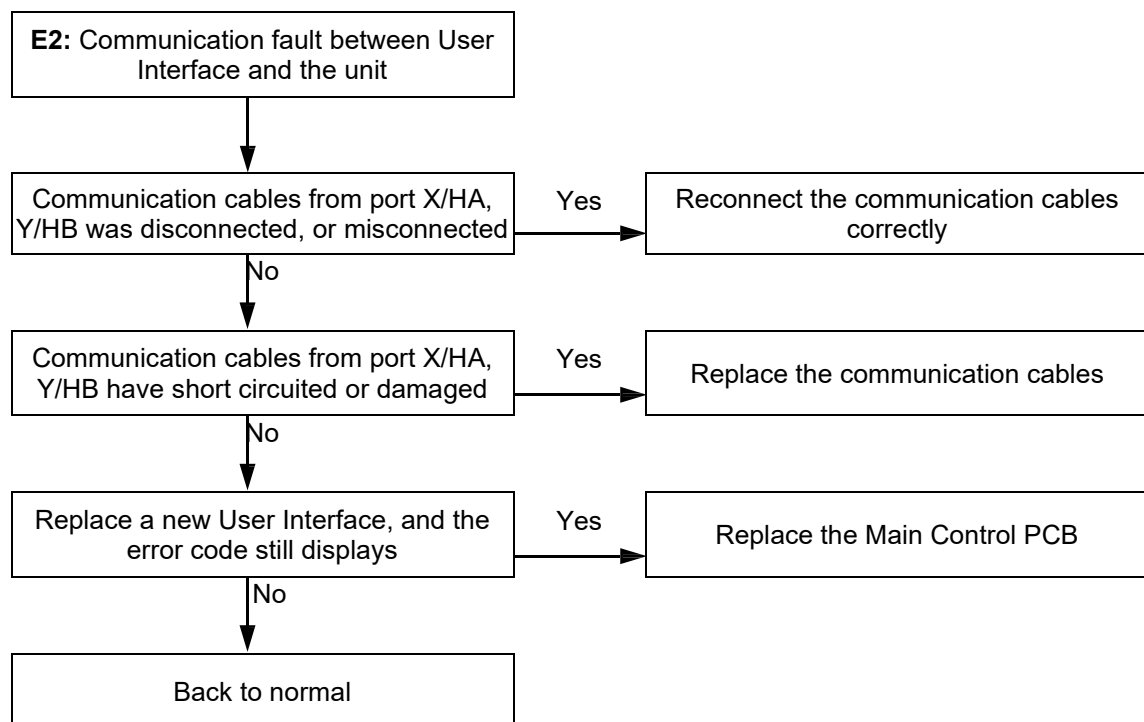 E2: Communication fault between User
Interface and the unit
Communication cables from port X/HA,
Y/HB was disconnected, or misconnected
Yes
Reconnect the communication cables
correctly
No
Communication cables from port X/HA,
Y/HB have short circuited or damaged
Yes
Replace the communication cables
No
Replace a new User Interface, and the
error code still displays
Yes
Replace the Main Control PCB
No
Back to normal